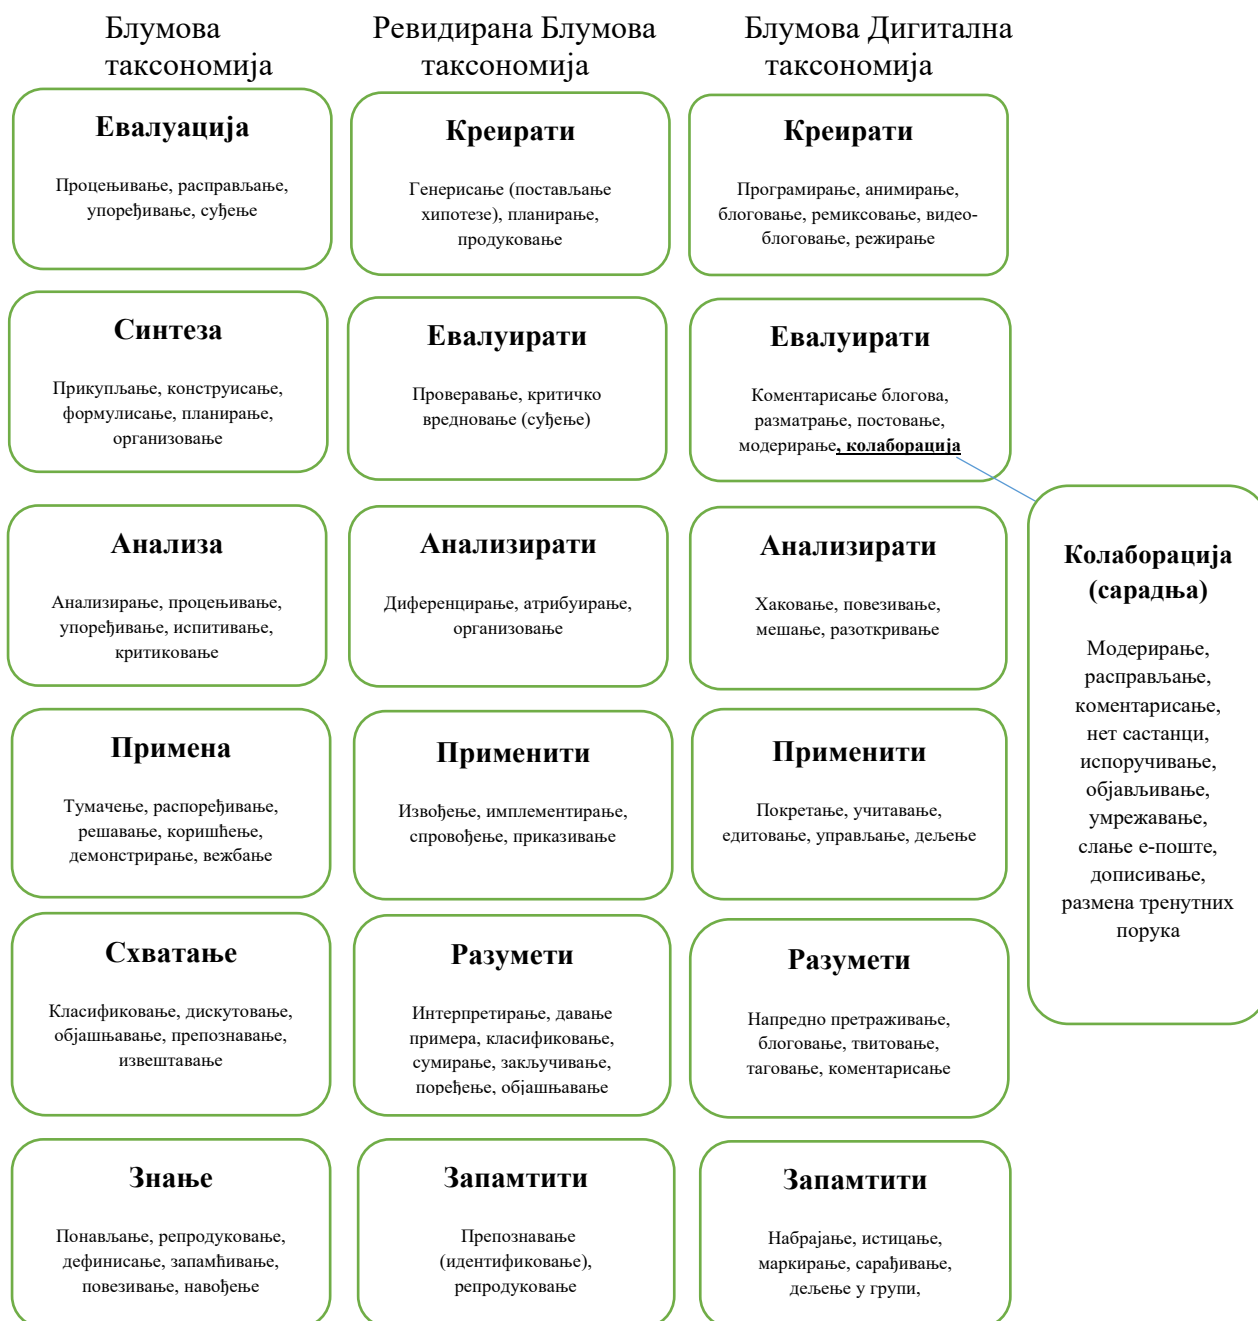 Блумова
таксономија
Ревидирана Блумова
таксономија
Блумова Дигитална
таксономија
Евалуација
Процењивање, расправљање,
упоређивање, суђење
Креирати
Генерисање (постављање
хипотезе), планирање,
продуковање
Креирати
Програмирање, анимирање,
блоговање, ремиксовање, видео-
блоговање, режирање
Синтеза
Прикупљање, конструисање,
формулисање, планирање,
организовање
Евалуирати
Проверавање, критичко
вредновање (суђење)
Евалуирати
Коментарисање блогова,
разматрање, постовање,
модерирање, колаборација
Анализа
Анализирање, процењивање,
упоређивање, испитивање,
критиковање
Анализирати
Диференцирање, атрибуирање,
организовање
Анализирати
Хаковање, повезивање,
мешање, разоткривање
Колаборација
(сарадња)
Модерирање,
расправљање,
коментарисање,
нет састанци,
испоручивање,
објављивање,
умрежавање,
слање е-поште,
дописивање,
размена тренутних
порука
Примена
Тумачење, распоређивање,
решавање, коришћење,
демонстрирање, вежбање
Применити
Извођење, имплементирање,
спровођење, приказивање
Применити
Покретање, учитавање,
едитовање, управљање, дељење
Схватање
Класификовање, дискутовање,
објашњавање, препознавање,
извештавање
Разумети
Интерпретирање, давање
примера, класификовање,
сумирање, закључивање,
поређење, објашњавање
Разумети
Напредно претраживање,
блоговање, твитовање,
таговање, коментарисање
Знање
Понављање, репродуковање,
дефинисање, запамћивање,
повезивање, навођење
Запамтити
Препознавање
(идентификовање),
репродуковање
Запамтити
Набрајање, истицање,
маркирање, сарађивање,
дељење у групи,